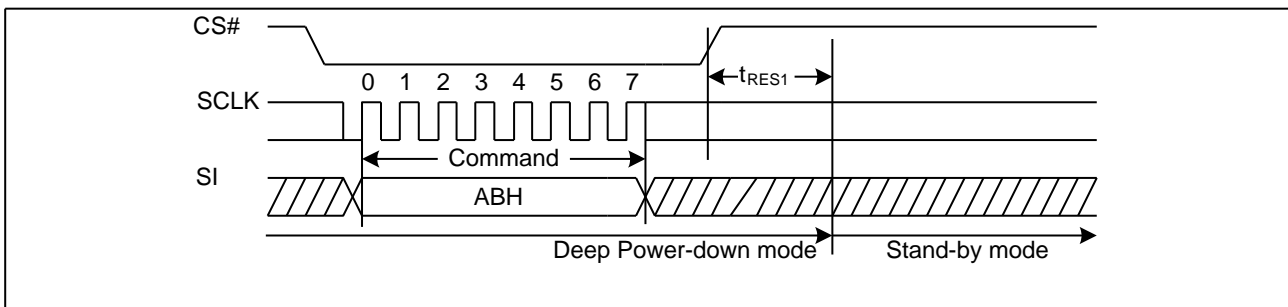 CS#
tRES1
0 1 2 3 4 5 6 7
SCLK
Command
SI
ABH
Deep Power-down mode Stand-by mode